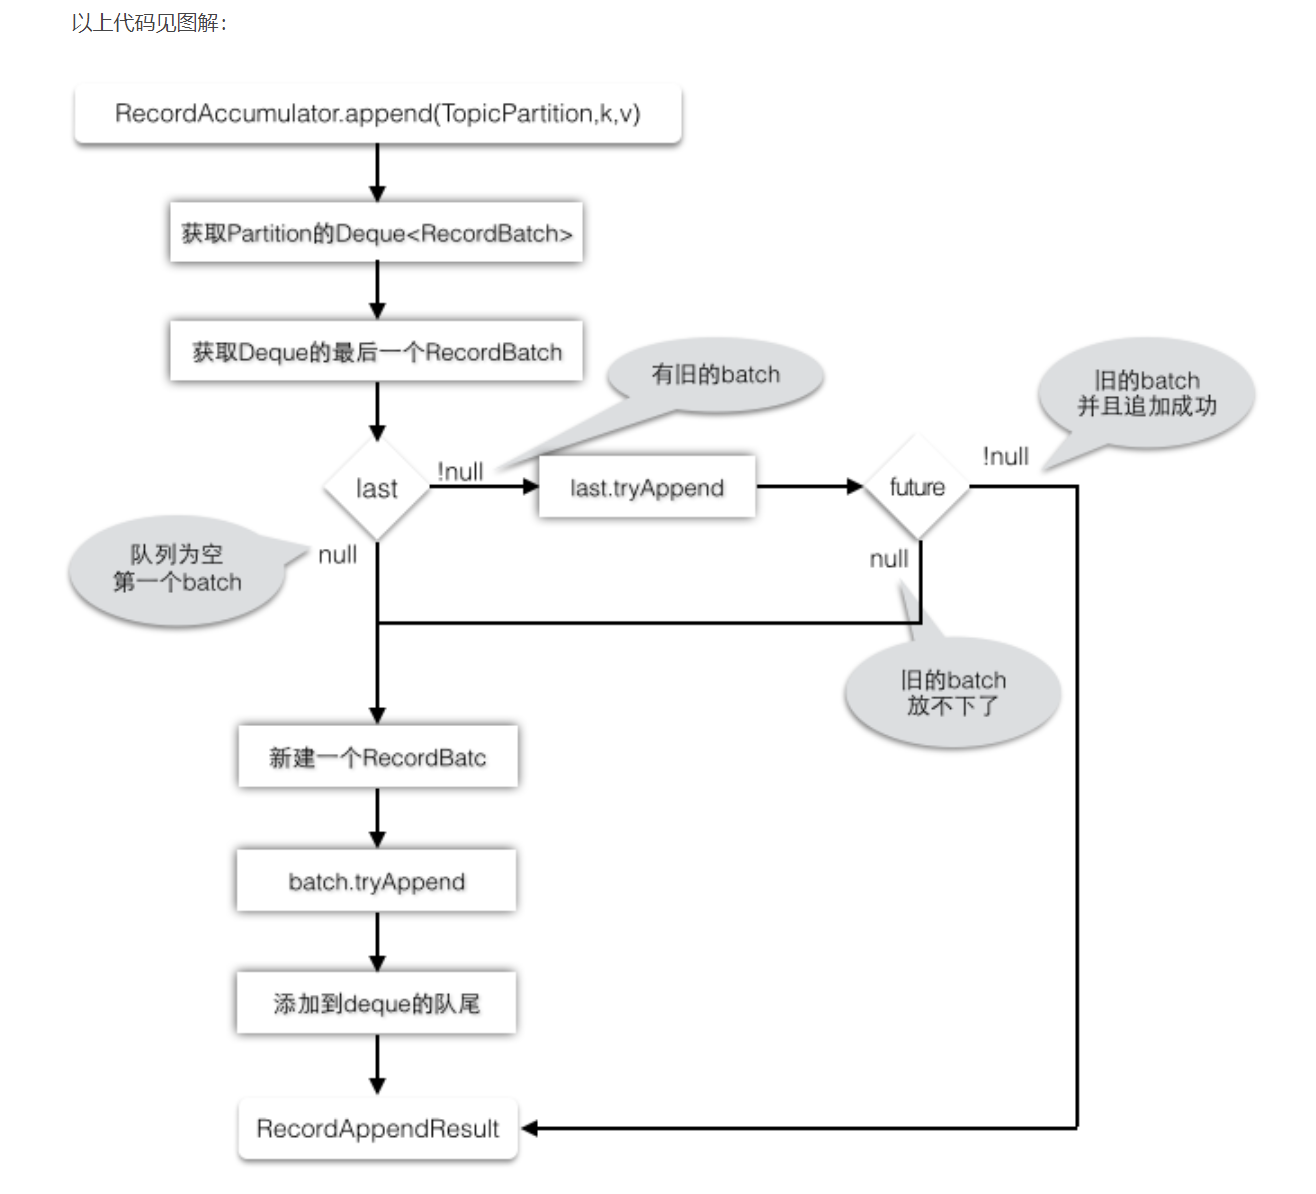 以上代码见图解：
RecordAccumulator.append(TopicPartition,k,v)
获取Partition的Deque<RecordBatch>
获取Deque的最后一个RecordBatch
有旧的batch
旧的batch
并且追加成功
last
!null
last.tryAppend
future
!null
队列为空
第一个batch
null
null
旧的batch
放不下了
新建一个RecordBatc
batch.tryAppend
添加到deque的队尾
RecordAppendResult